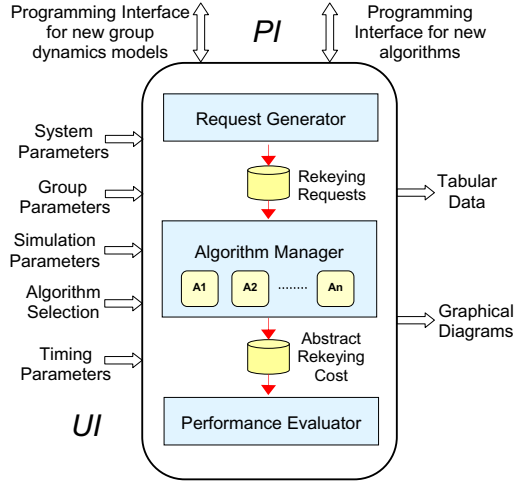 Programming Interface
for new group
dynamics models
PI
Programming
Interface for new
algorithms
Request Generator
System
Parameters
Rekeying
Requests
Group
Parameters
Tabular
Data
Simulation
Parameters
Algorithm Manager
A1 A2 ........ An
Algorithm
Selection
Graphical
Diagrams
Abstract
Rekeying
Cost
Timing
Parameters
UI
Performance Evaluator